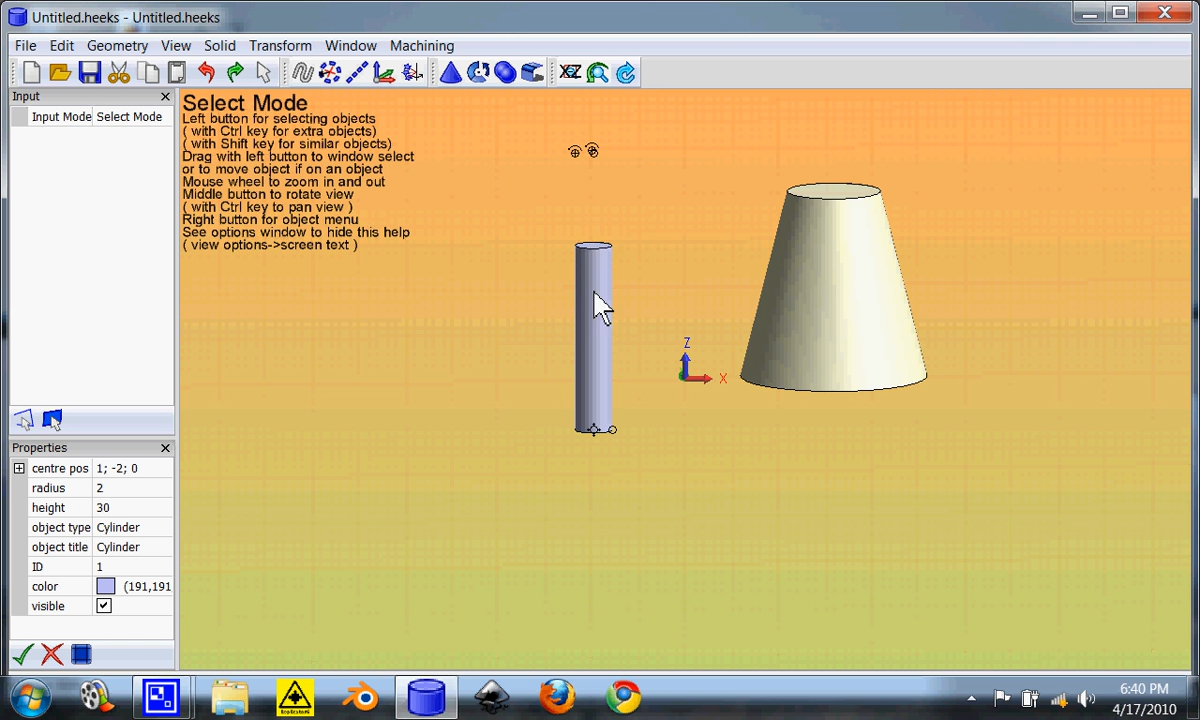 Untitled.heeks - Untitled.heeks
File Edit Geometry View Solid Transform Window Machining
Input
Input Mode Select Mode
Select Mode
Left button for selecting objects
( with Ctrl key for extra objects)
( with Shift key for similar objects)
Drag with left button to window select
or to move object if on an object
Mouse wheel to zoom in and out
Middle button to rotate view
( with Ctrl key to pan view )
Right button for object menu
See options window to hide this help
( view options->screen text )
Z
X
Properties
centre pos 1; -2; 0
radius 2
height 30
object type Cylinder
object title Cylinder
ID 1
color (191,191
visible
6:40 PM
4/17/2010